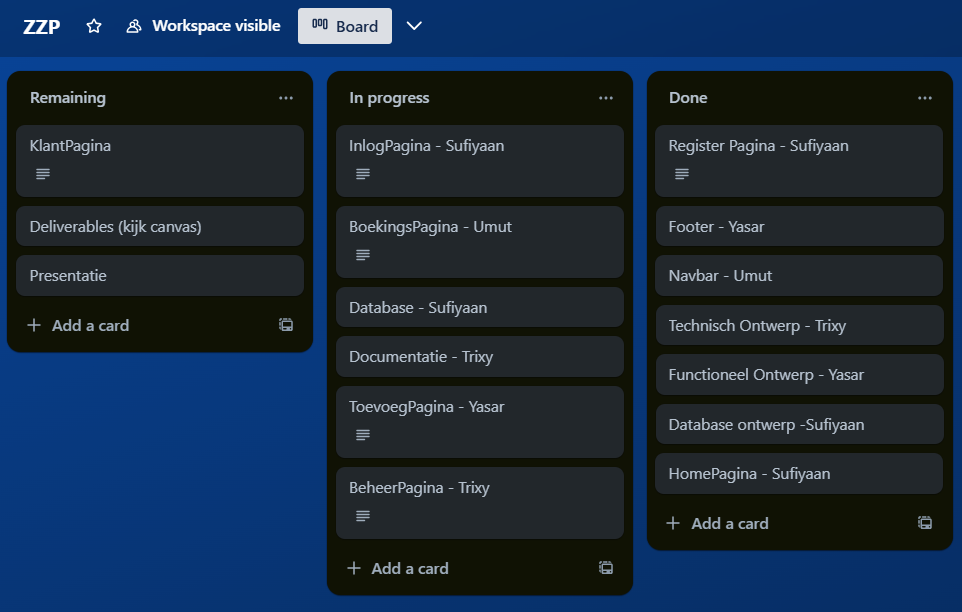 ZZP
Workspace visible
Board
Remaining
KlantPagina
Deliverables (kijk canvas)
Presentatie
Add a card
In progress
InlogPagina - Sufiyaan
BoekingsPagina - Umut
Database - Sufiyaan
Documentatie - Trixy
ToevoegPagina - Yasar
BeheerPagina - Trixy
Add a card
Done
Register Pagina - Sufiyaan
Footer - Yasar
Navbar - Umut
Technisch Ontwerp - Trixy
Functioneel Ontwerp - Yasar
Database ontwerp -Sufiyaan
HomePagina - Sufiyaan
Add a card